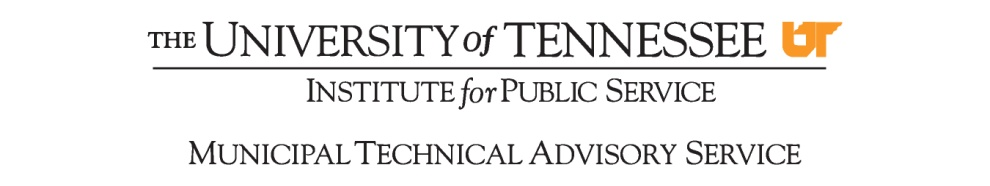 THE UNIVERSITY of TENNESSEE UT
INSTITUTE for PUBLIC SERVICE
MUNICIPAL TECHNICAL ADVISORY SERVICE